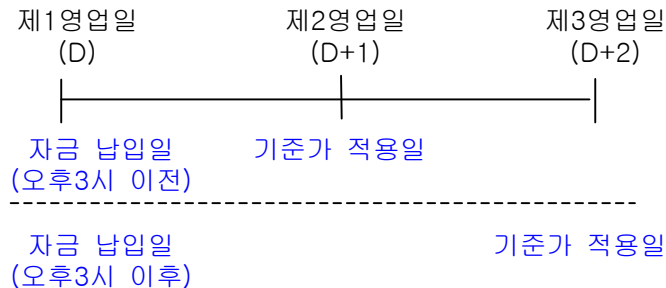 제1영업일 제2영업일 제3영업일
(D) (D+1) (D+2)
자금 납입일 기준가 적용일
(오후3시 이전)
자금 납입일 기준가 적용일
(오후3시 이후)